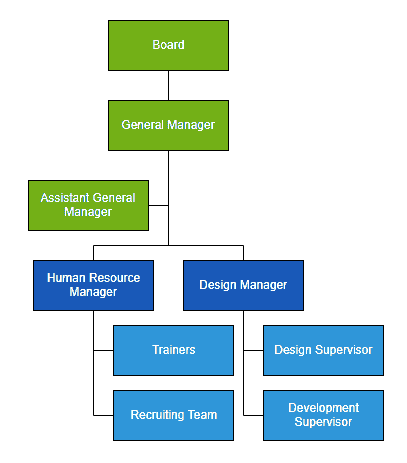 Board
General Manager
Assistant General
Manager
Human Resource
Manager
Design Manager
Trainers
Design Supervisor
Recruiting Team
Development
Supervisor